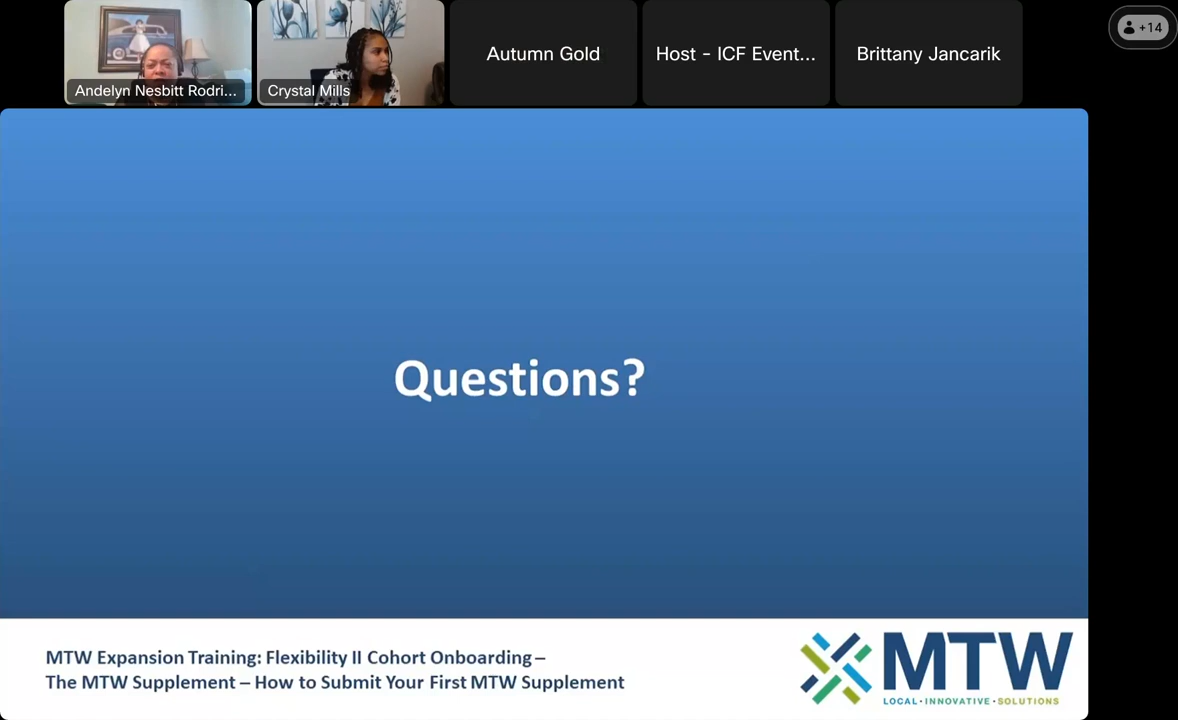 Andelyn Nesbitt Rodri...
Crystal Mills
Autumn Gold
Host - ICF Event...
Brittany Jancarik
+14
Questions?
MTW Expansion Training: Flexibility II Cohort Onboarding –
The MTW Supplement – How to Submit Your First MTW Supplement
MTW
LOCAL · INNOVATIVE · SOLUTIONS